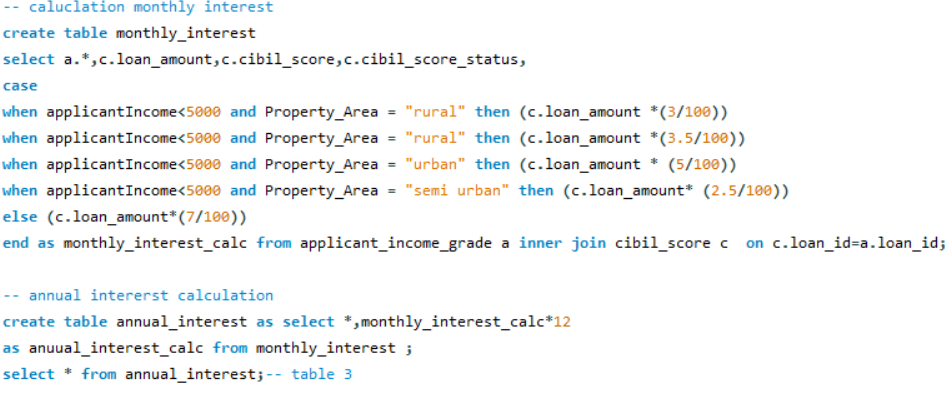 -- caluclation monthly interest
create table monthly_interest
select a.*,c.loan_amount,c.cibil_score,c.cibil_score_status,
case
when applicantIncome<5000 and Property_Area = "rural" then (c.loan_amount *(3/100))
when applicantIncome<5000 and Property_Area = "rural" then (c.loan_amount *(3.5/100))
when applicantIncome<5000 and Property_Area = "urban" then (c.loan_amount * (5/100))
when applicantIncome<5000 and Property_Area = "semi urban" then (c.loan_amount* (2.5/100))
else (c.loan_amount*(7/100))
end as monthly_interest_calc from applicant_income_grade a inner join cibil_score c  on c.loan_id=a.loan_id;
-- annual intererst calculation
create table annual_interest as select *,monthly_interest_calc*12
as anuual_interest_calc from monthly_interest ;
select * from annual_interest;-- table 3